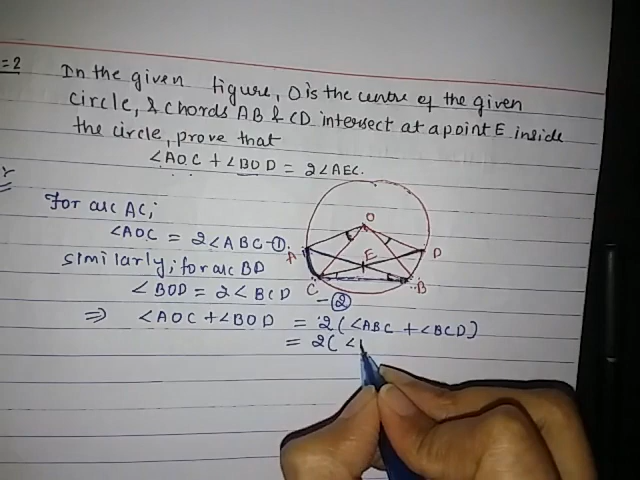 =2
In the given figure, O is the centre of the given
circle, & chords AB & CD intersect at a point E inside
the circle, prove that
∠AOC + ∠BOD = 2∠AEC.
For arc AC;
∠AOC = 2∠ABC -①
similarly; for arc BD
∠BOD = 2∠BCD -②
⇒ ∠AOC + ∠BOD = 2(∠ABC + ∠BCD)
= 2( ∠
O
A
E
D
C
B